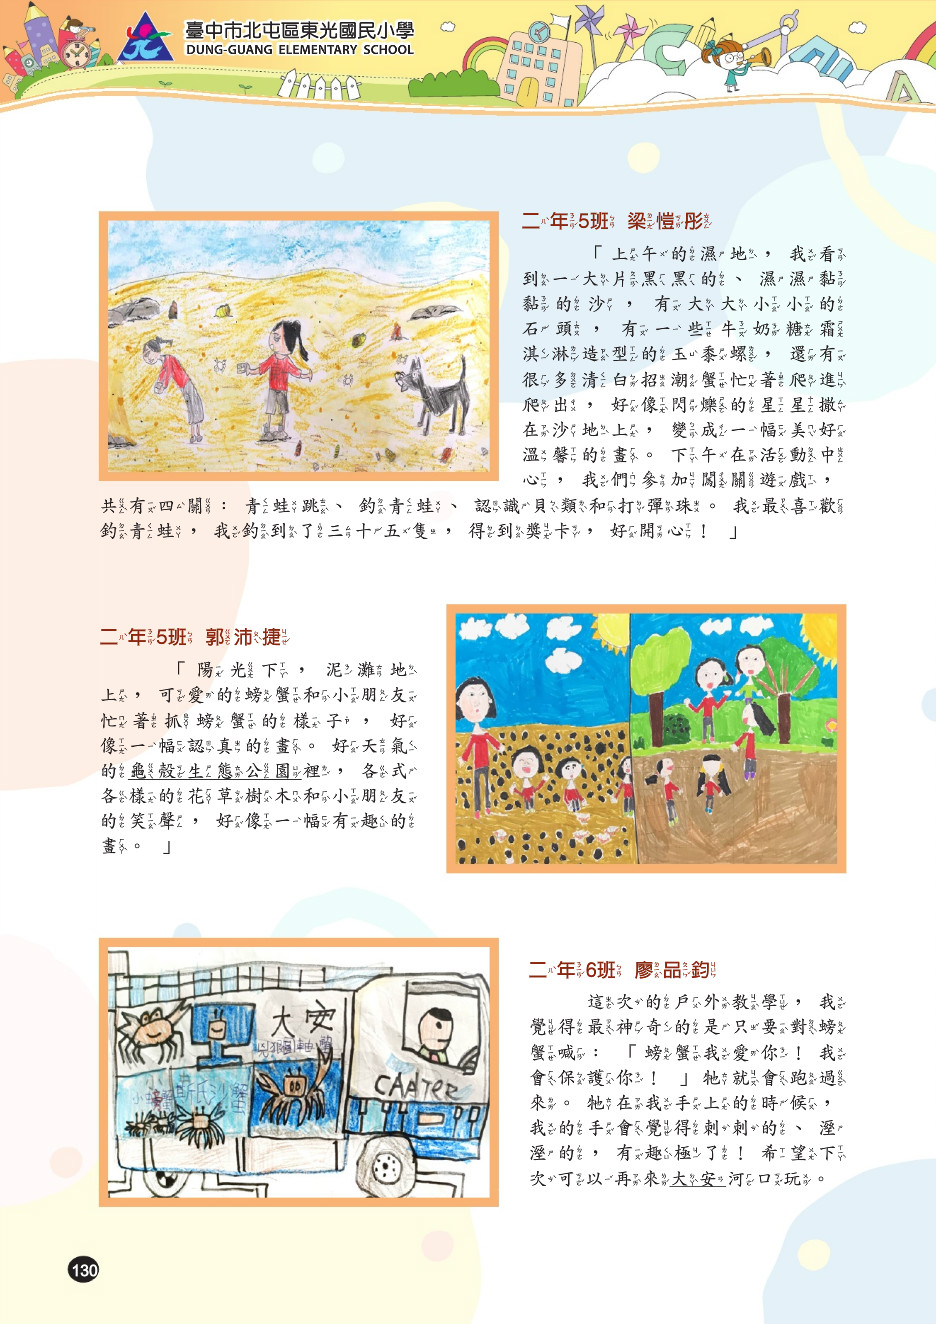 臺中市北屯區東光國民小學
DUNG-GUANG ELEMENTARY SCHOOL
二年5班 梁愷彤
「上午的濕地，我看
到一大片黑黑的、濕濕黏
黏的沙，有大大小小的
石頭，有一些牛奶糖霜
淇淋造型的玉黍螺，還有
很多清白招潮蟹忙著爬進
爬出，好像閃爍的星星撒
在沙地上，變成一幅美好
溫馨的畫。下午在活動中
心，我們參加闖關遊戲，
共有四關：青蛙跳、釣青蛙、認識貝類和打彈珠。我最喜歡
釣青蛙，我釣到了三十五隻，得到獎卡，好開心！」
二年5班 郭沛捷
「陽光下，泥灘地
上，可愛的螃蟹和小朋友
忙著抓螃蟹的樣子，好
像一幅認真的畫。好天氣
的龜殼生態公園裡，各式
各樣的花草樹木和小朋友
的笑聲，好像一幅有趣的
畫。」
大安
CAATER
二年6班 廖品鈞
這次的戶外教學，我
覺得最神奇的是只要對螃
蟹喊：「螃蟹我愛你！我
會保護你！」牠就會跑過
來。牠在我手上的時候，
我的手會覺得刺刺的、溼
溼的，有趣極了！希望下
次可以再來大安河口玩。
130